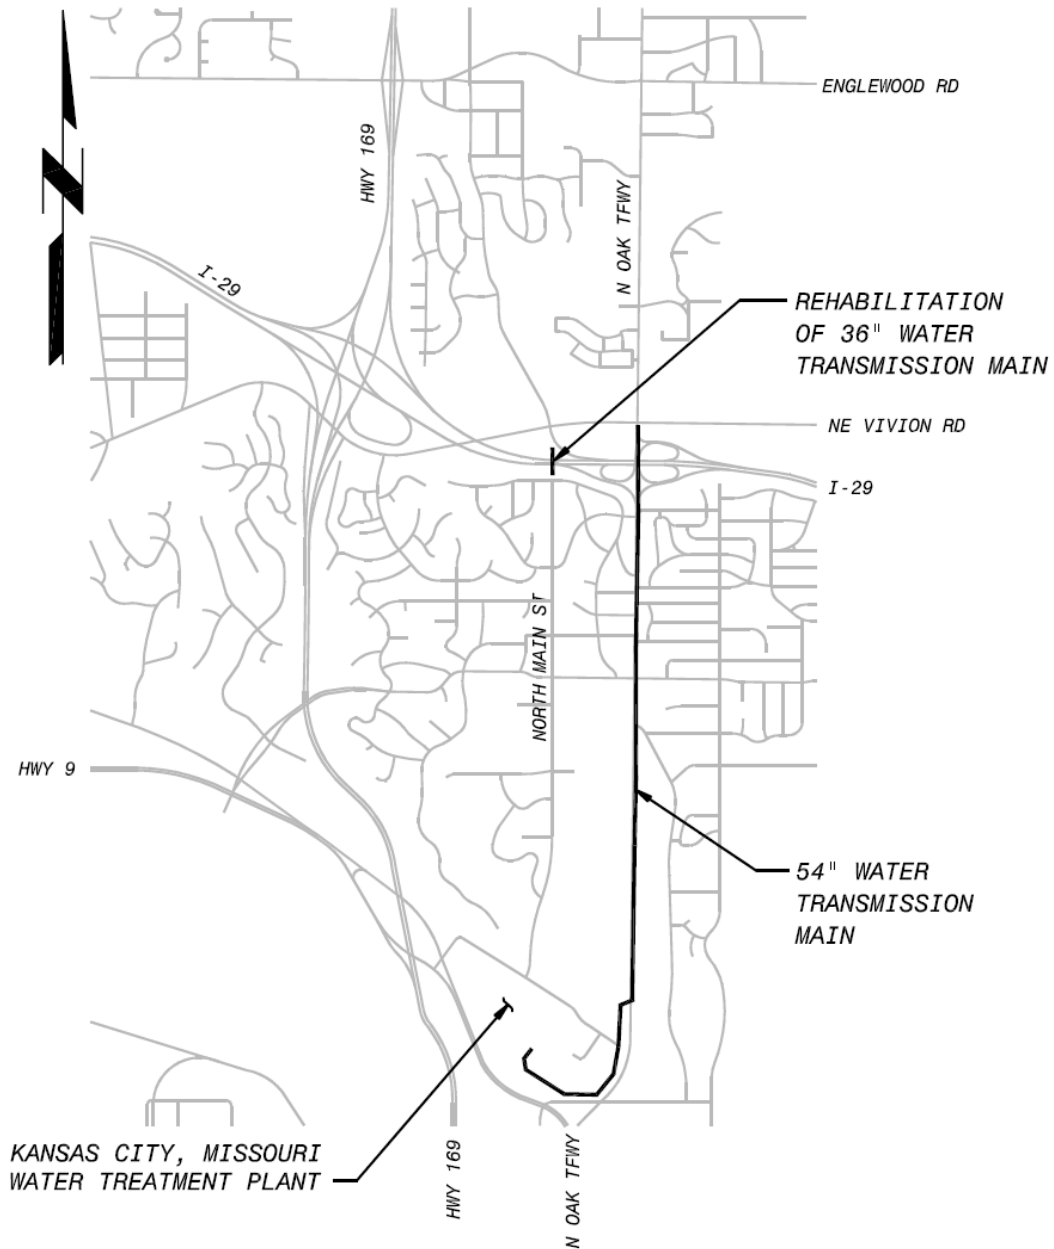 ENGLEWOOD RD
HWY 169
N OAK TFWY
I-29
REHABILITATION
OF 36" WATER
TRANSMISSION MAIN
NE VIVION RD
I-29
NORTH MAIN ST
HWY 9
54" WATER
TRANSMISSION
MAIN
KANSAS CITY, MISSOURI
WATER TREATMENT PLANT
HWY 169
N OAK TFWY
N